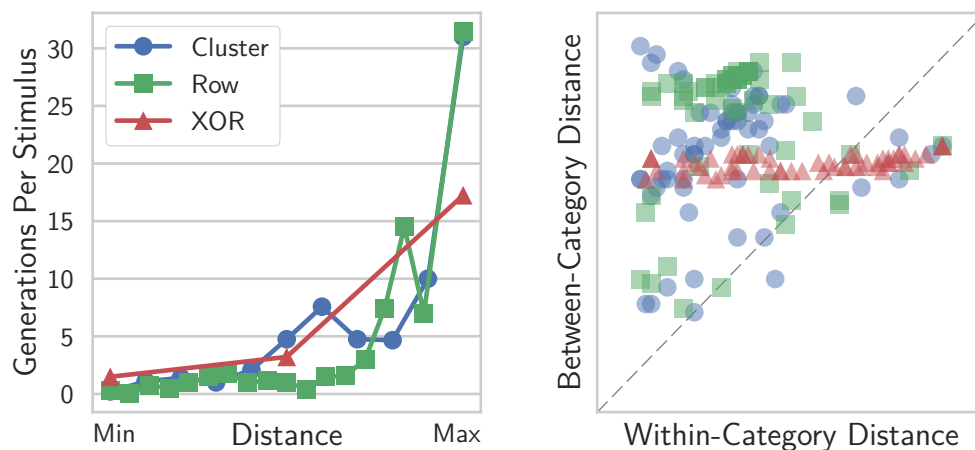 Generations Per Stimulus
30
25
20
15
10
5
0
Cluster
Row
XOR
Min
Distance
Max
Between-Category Distance
Within-Category Distance